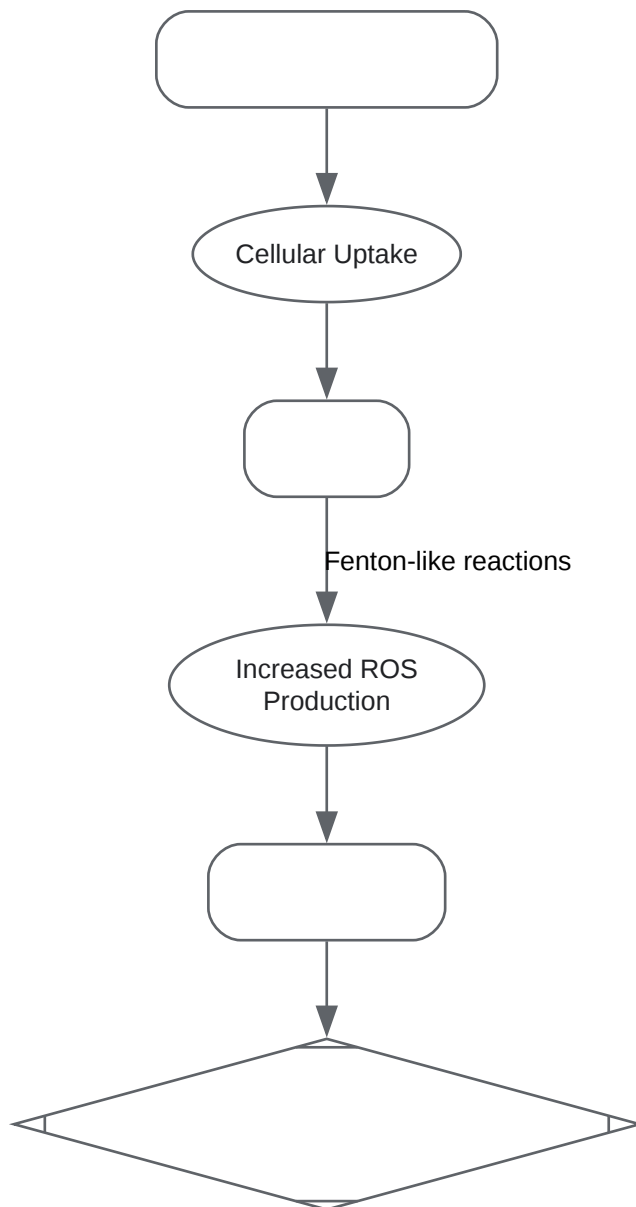 Cellular Uptake
Fenton-like reactions
Increased ROS
Production